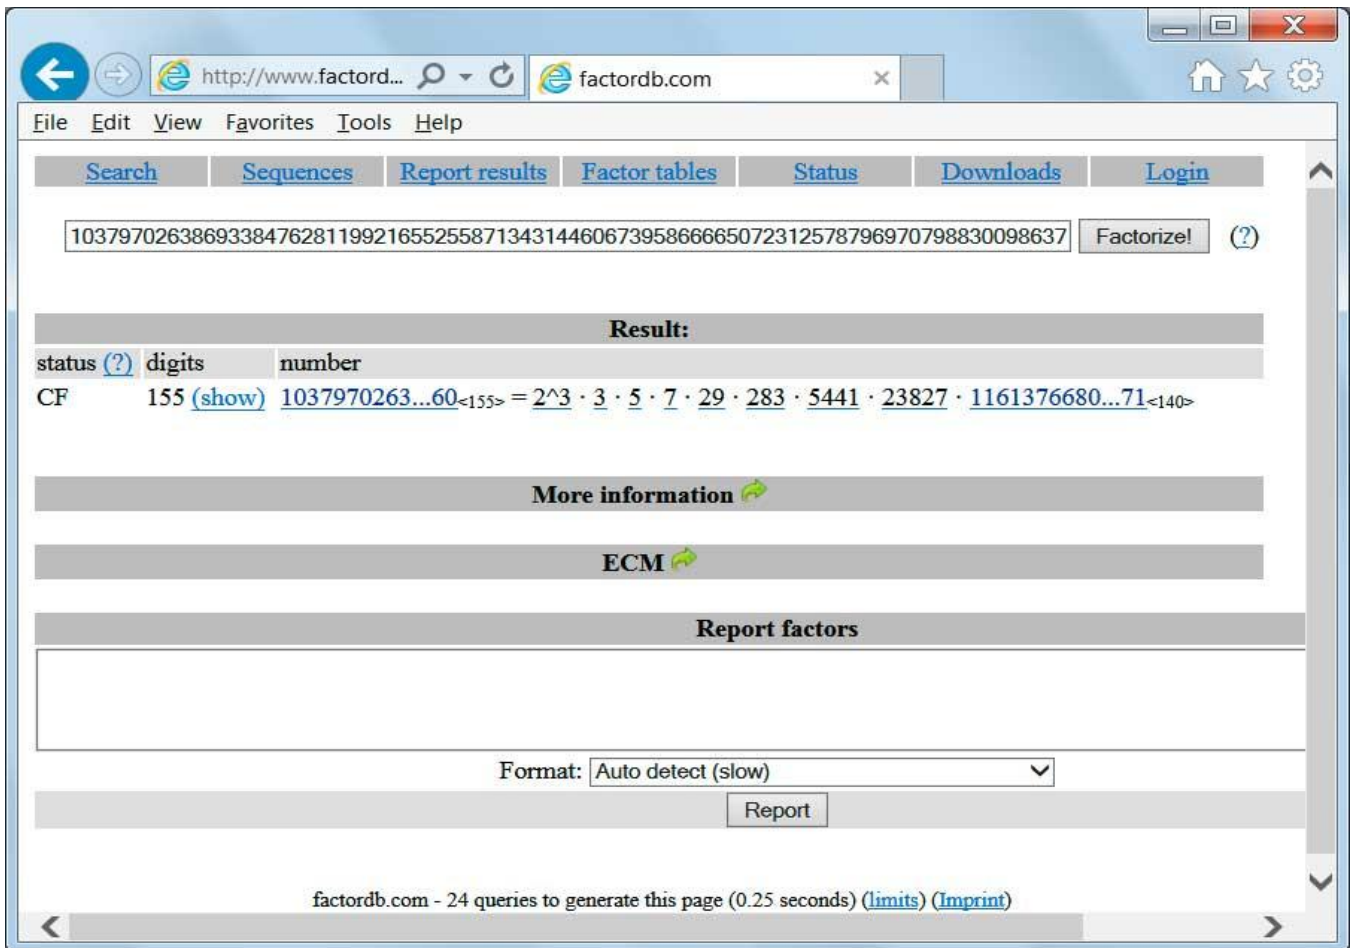 http://www.factord... factordb.com
File Edit View Favorites Tools Help
Search Sequences Report results Factor tables Status Downloads Login
103797026386933847628119921655255871343144606739586666507231257879697079883009863​7 Factorize! (?)
Result:
status (?) digits number
CF 155 (show) 1037970263...60<155> = 2^3 · 3 · 5 · 7 · 29 · 283 · 5441 · 23827 · 1161376680...71<140>
More information
ECM
Report factors
Format: Auto detect (slow)
Report
factordb.com - 24 queries to generate this page (0.25 seconds) (limits) (Imprint)